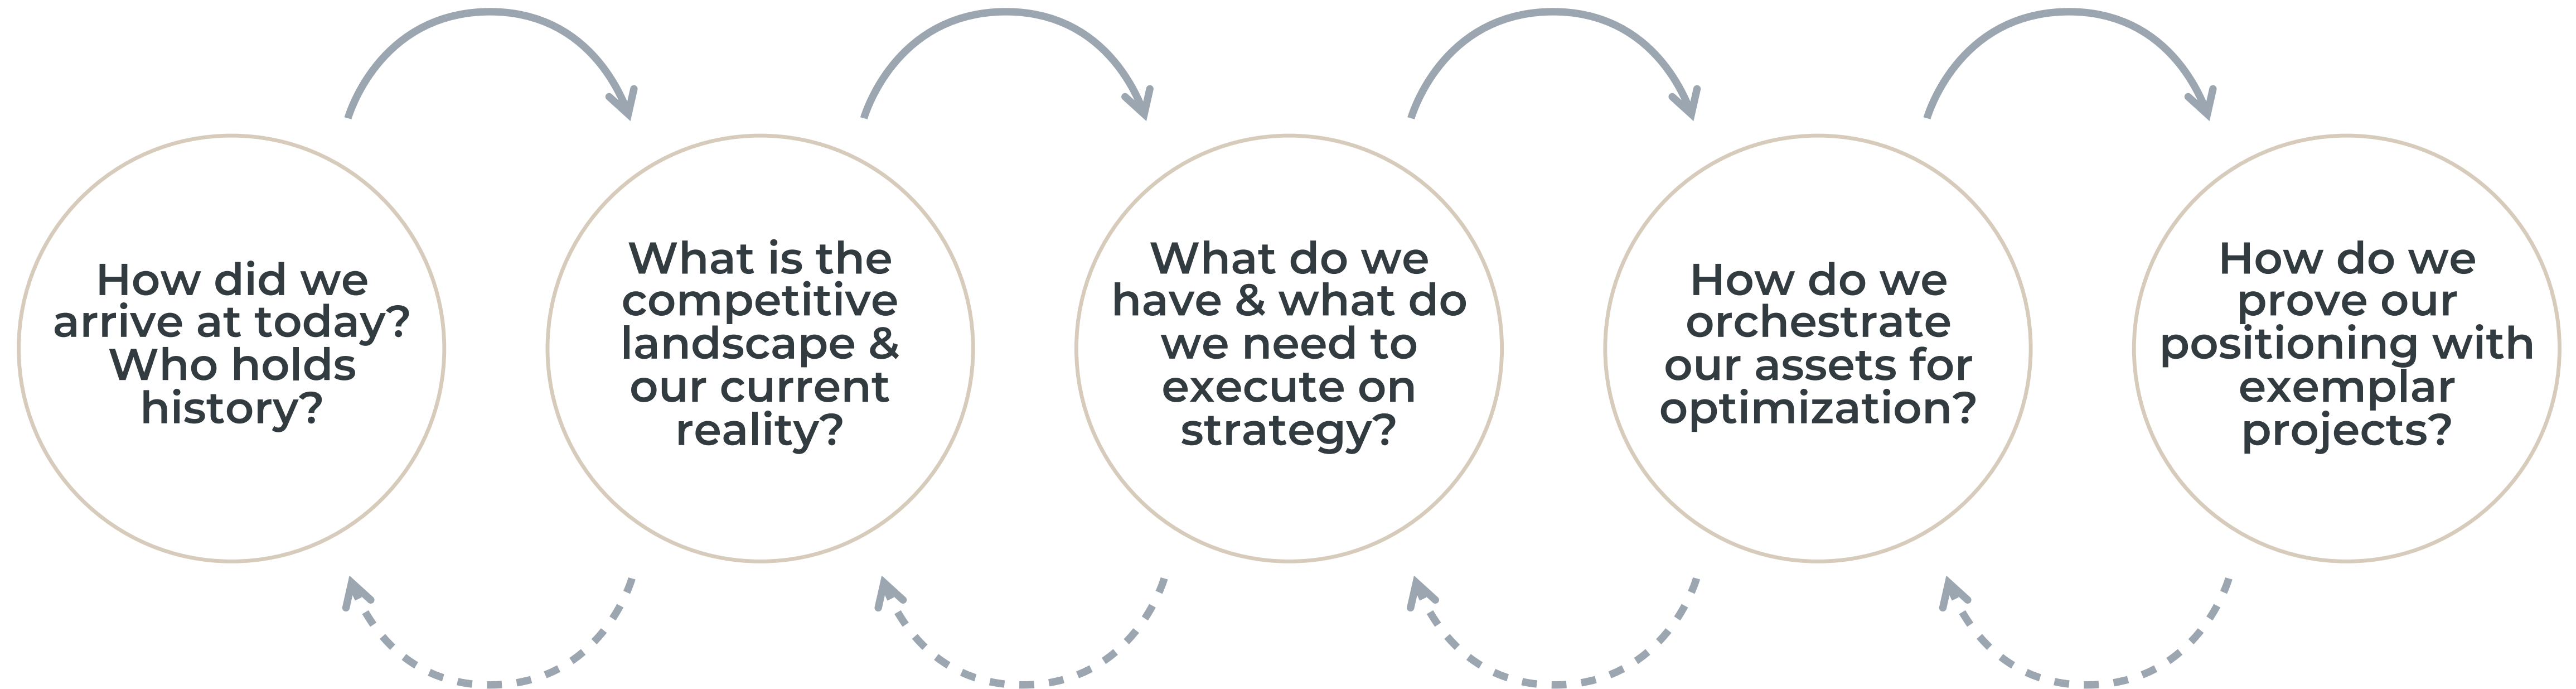 How did we
arrive at today?
Who holds
history?
What is the
competitive
landscape &
our current
reality?
What do we
have & what do
we need to
execute on
strategy?
How do we
orchestrate
our assets for
optimization?
How do we
prove our
positioning with
exemplar
projects?